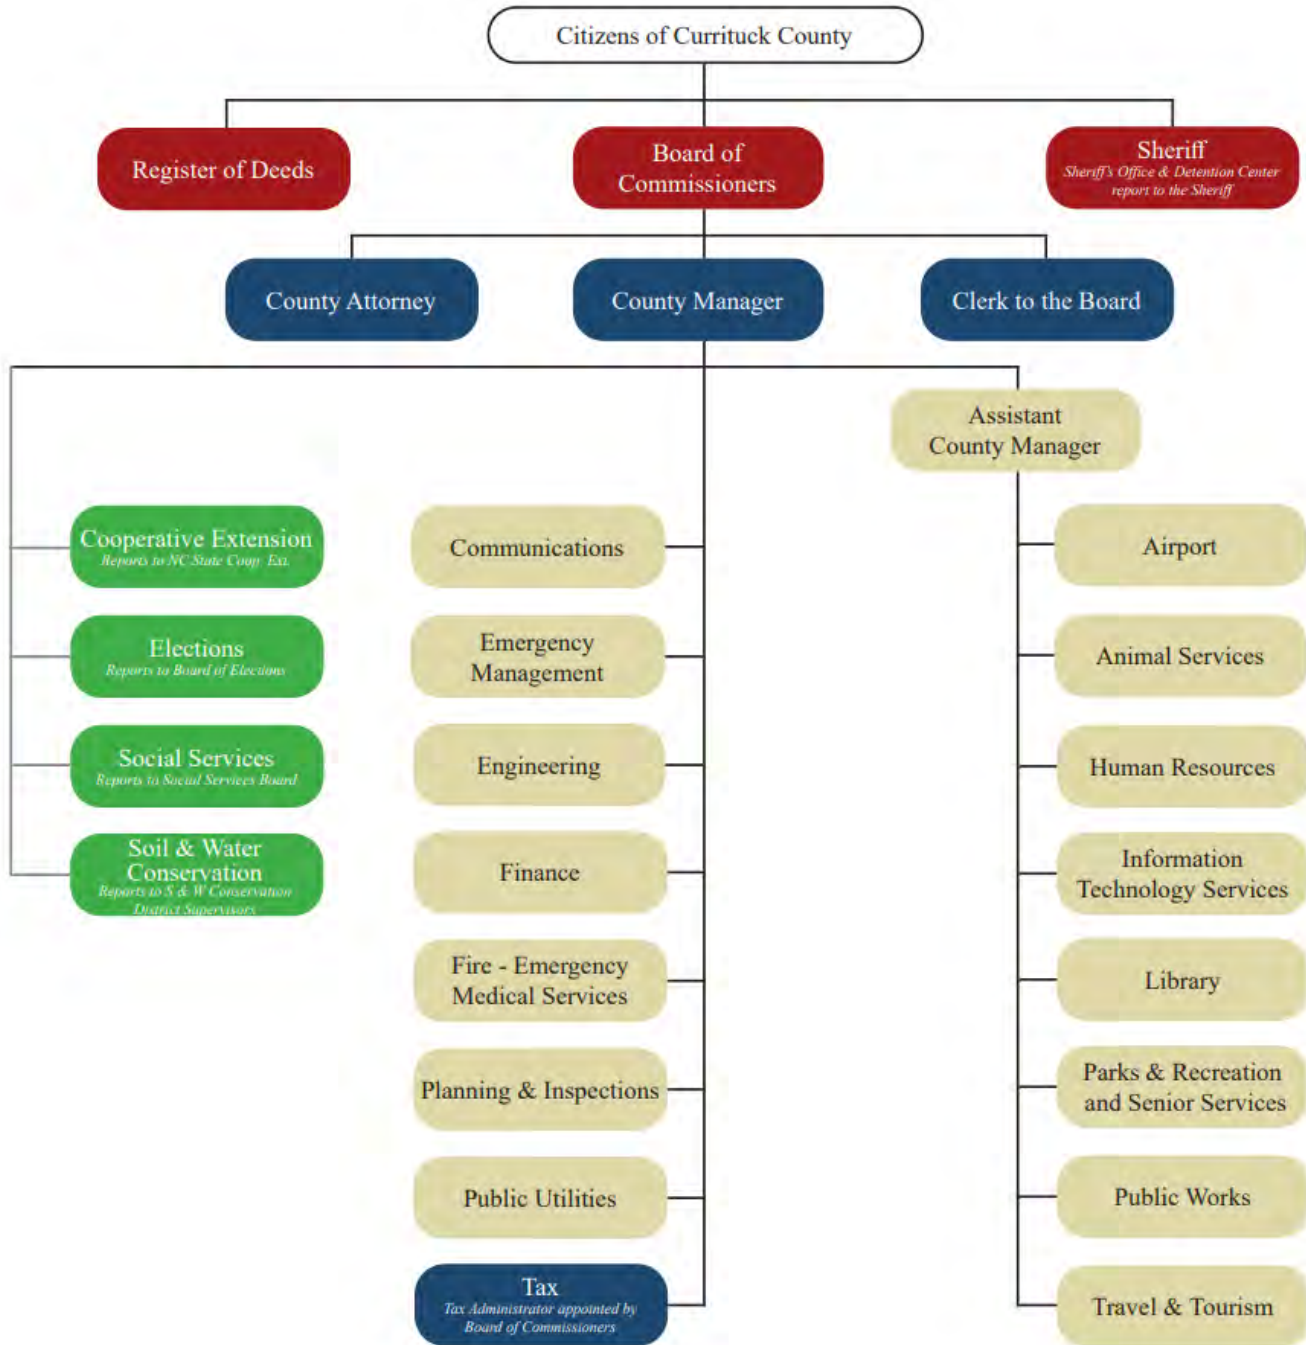 Citizens of Currituck County
Register of Deeds
Board of
Commissioners
Sheriff
Sheriff's Office & Detention Center
report to the Sheriff
County Attorney
County Manager
Clerk to the Board
Assistant
County Manager
Cooperative Extension
Reports to NC State Coop. Ext.
Elections
Reports to Board of Elections
Social Services
Reports to Social Services Board
Soil & Water
Conservation
Reports to S & W Conservation
District Supervisors
Communications
Emergency
Management
Engineering
Finance
Fire - Emergency
Medical Services
Planning & Inspections
Public Utilities
Tax
Tax Administrator appointed by
Board of Commissioners
Airport
Animal Services
Human Resources
Information
Technology Services
Library
Parks & Recreation
and Senior Services
Public Works
Travel & Tourism